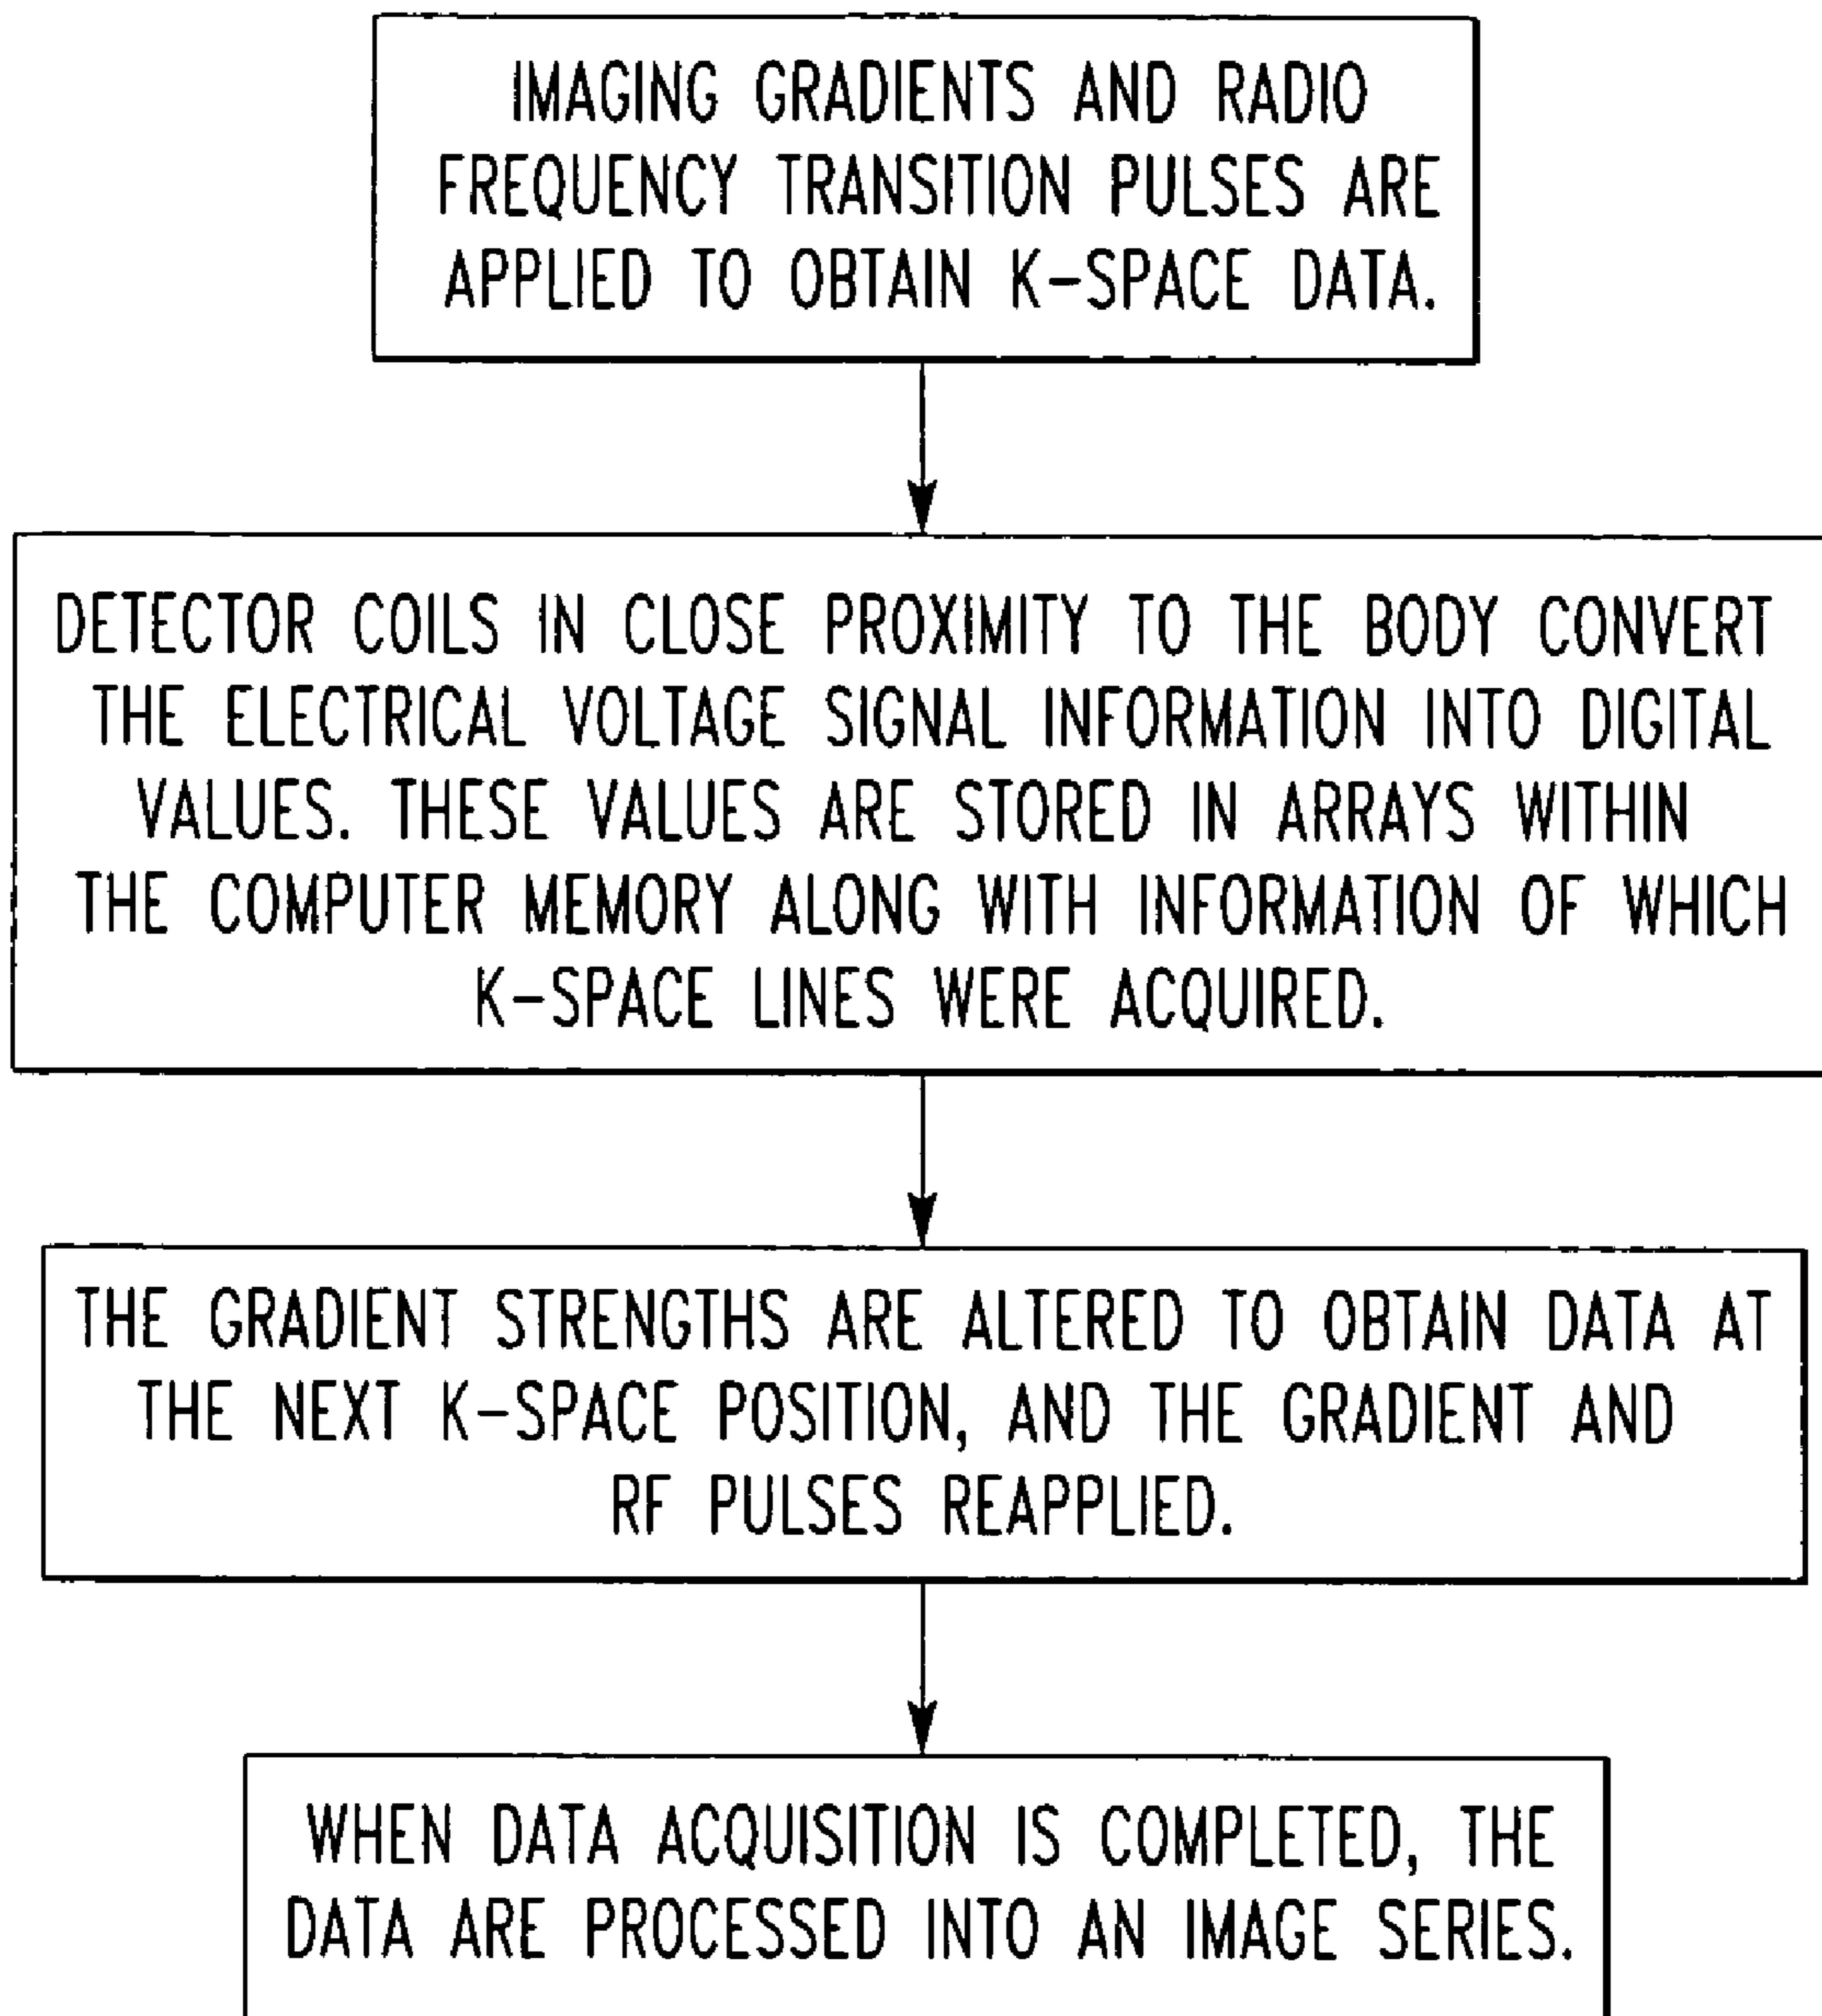 IMAGING GRADIENTS AND RADIO
FREQUENCY TRANSITION PULSES ARE
APPLIED TO OBTAIN K-SPACE DATA.
DETECTOR COILS IN CLOSE PROXIMITY TO THE BODY CONVERT
THE ELECTRICAL VOLTAGE SIGNAL INFORMATION INTO DIGITAL
VALUES. THESE VALUES ARE STORED IN ARRAYS WITHIN
THE COMPUTER MEMORY ALONG WITH INFORMATION OF WHICH
K-SPACE LINES WERE ACQUIRED.
THE GRADIENT STRENGTHS ARE ALTERED TO OBTAIN DATA AT
THE NEXT K-SPACE POSITION, AND THE GRADIENT AND
RF PULSES REAPPLIED.
WHEN DATA ACQUISITION IS COMPLETED, THE
DATA ARE PROCESSED INTO AN IMAGE SERIES.